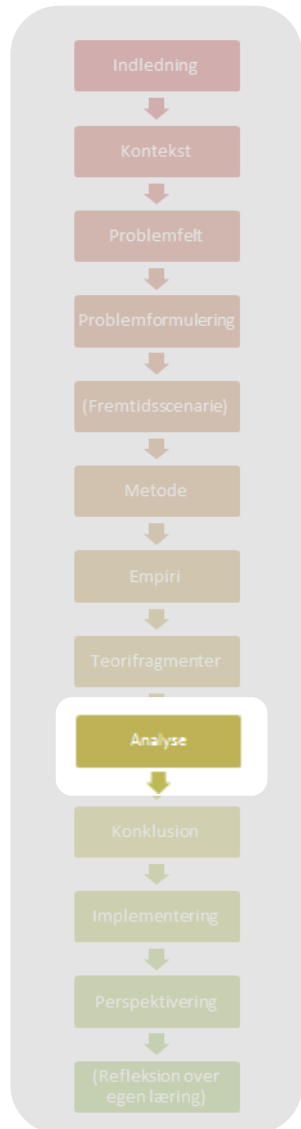 Indledning
Kontekst
Problemfelt
Problemformulering
(Fremtidsscenarie)
Metode
Empiri
Teorifragmenter
Analyse
Konklusion
Implementering
Perspektivering
(Refleksion over
egen læring)